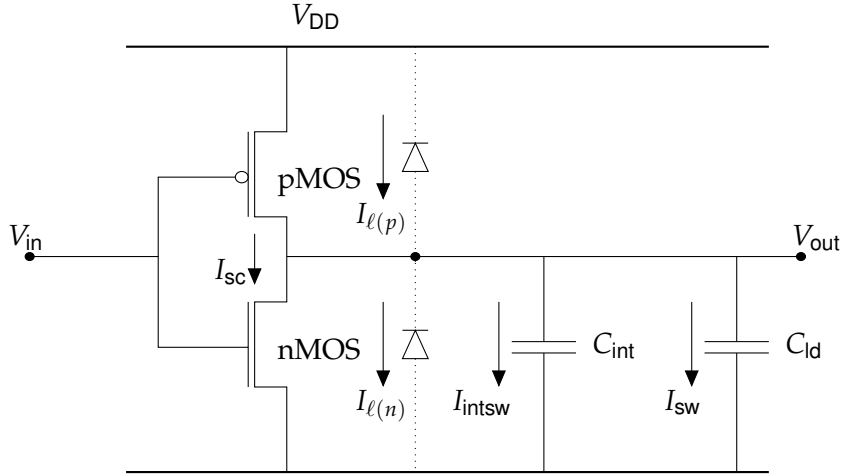 V_DD
pMOS
I_ℓ(p)
V_in
V_out
I_sc
nMOS
C_int
C_ld
I_ℓ(n)
I_intsw
I_sw